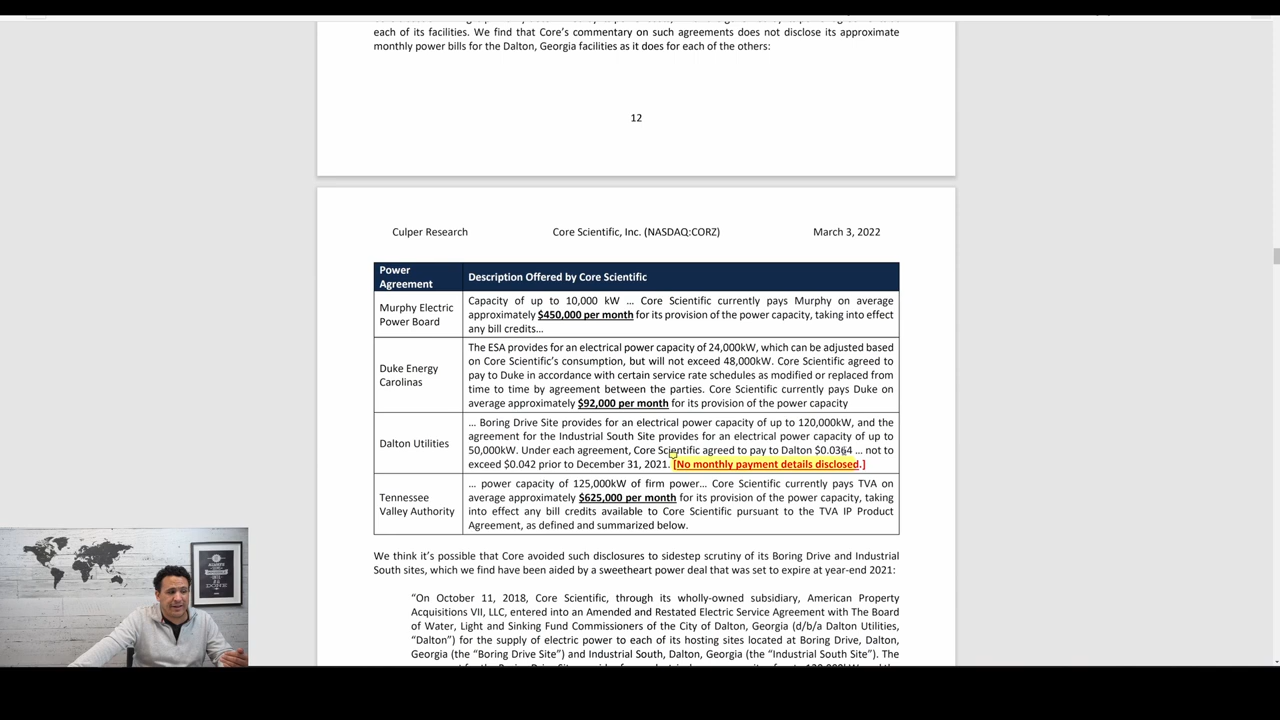 each of its facilities. We find that Core's commentary on such agreements does not disclose its approximate
monthly power bills for the Dalton, Georgia facilities as it does for each of the others:
12
Culper Research
Core Scientific, Inc. (NASDAQ:CORZ)
March 3, 2022
Power
Agreement
Description Offered by Core Scientific
Murphy Electric
Power Board
Capacity of up to 10,000 kW … Core Scientific currently pays Murphy on average
approximately $450,000 per month for its provision of the power capacity, taking into effect
any bill credits…
Duke Energy
Carolinas
The ESA provides for an electrical power capacity of 24,000kW, which can be adjusted based
on Core Scientific's consumption, but will not exceed 48,000kW. Core Scientific agreed to
pay to Duke in accordance with certain service rate schedules as modified or replaced from
time to time by agreement between the parties. Core Scientific currently pays Duke on
average approximately $92,000 per month for its provision of the power capacity
Dalton Utilities
… Boring Drive Site provides for an electrical power capacity of up to 120,000kW, and the
agreement for the Industrial South Site provides for an electrical power capacity of up to
50,000kW. Under each agreement, Core Scientific agreed to pay to Dalton $0.0364 … not to
exceed $0.042 prior to December 31, 2021. [No monthly payment details disclosed.]
Tennessee
Valley Authority
… power capacity of 125,000kW of firm power… Core Scientific currently pays TVA on
average approximately $625,000 per month for its provision of the power capacity, taking
into effect any bill credits available to Core Scientific pursuant to the TVA IP Product
Agreement, as defined and summarized below.
We think it's possible that Core avoided such disclosures to sidestep scrutiny of its Boring Drive and Industrial
South sites, which we find have been aided by a sweetheart power deal that was set to expire at year-end 2021:
"On October 11, 2018, Core Scientific, through its wholly-owned subsidiary, American Property
Acquisitions VII, LLC, entered into an Amended and Restated Electric Service Agreement with The Board
of Water, Light and Sinking Fund Commissioners of the City of Dalton, Georgia (d/b/a Dalton Utilities,
"Dalton") for the supply of electric power to each of its hosting sites located at Boring Drive, Dalton,
Georgia (the "Boring Drive Site") and Industrial South, Dalton, Georgia (the "Industrial South Site"). The